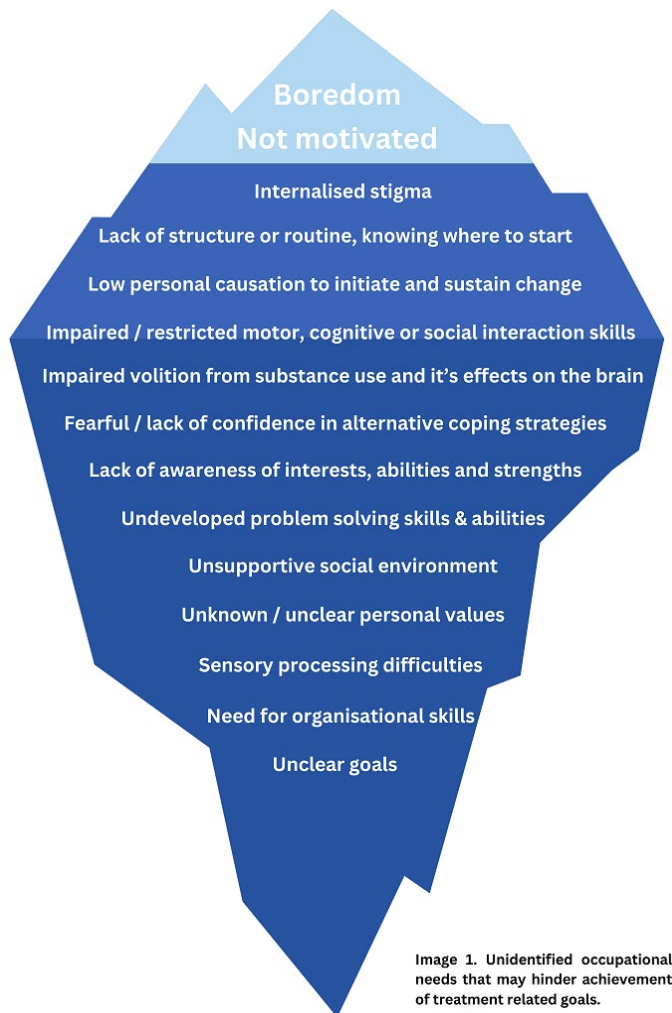 Boredom
Not motivated
Internalised stigma
Lack of structure or routine, knowing where to start
Low personal causation to initiate and sustain change
Impaired / restricted motor, cognitive or social interaction skills
Impaired volition from substance use and it's effects on the brain
Fearful / lack of confidence in alternative coping strategies
Lack of awareness of interests, abilities and strengths
Undeveloped problem solving skills & abilities
Unsupportive social environment
Unknown / unclear personal values
Sensory processing difficulties
Need for organisational skills
Unclear goals
Image 1. Unidentified occupational
needs that may hinder achievement
of treatment related goals.